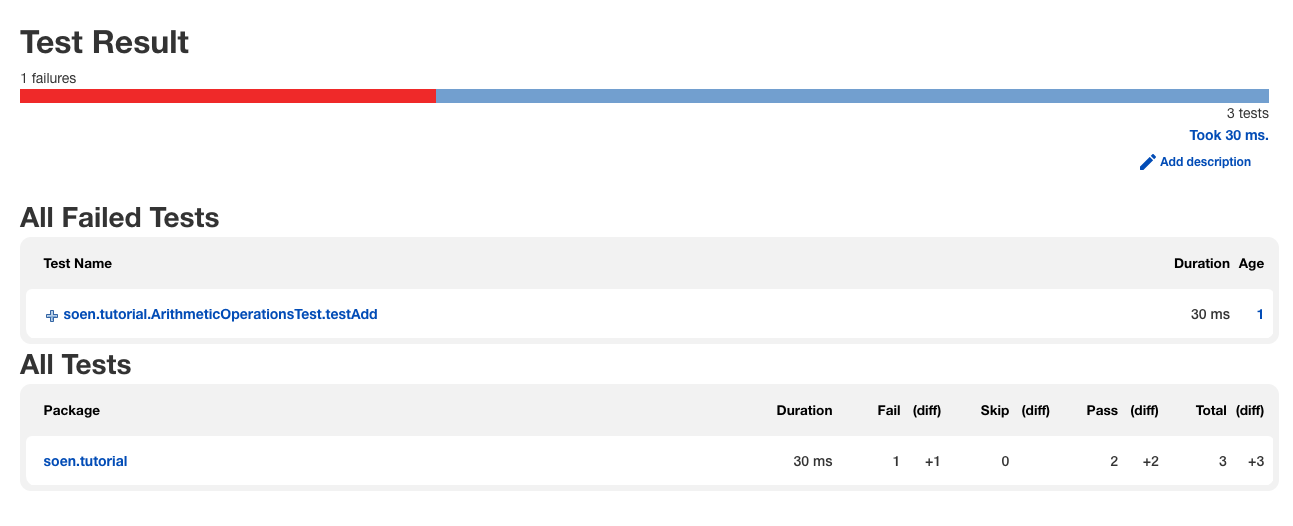 Test Result
1 failures
3 tests
Took 30 ms.
Add description
All Failed Tests
Test Name Duration Age
soen.tutorial.ArithmeticOperationsTest.testAdd 30 ms 1
All Tests
Package Duration Fail (diff) Skip (diff) Pass (diff) Total (diff)
soen.tutorial 30 ms 1 +1 0 2 +2 3 +3